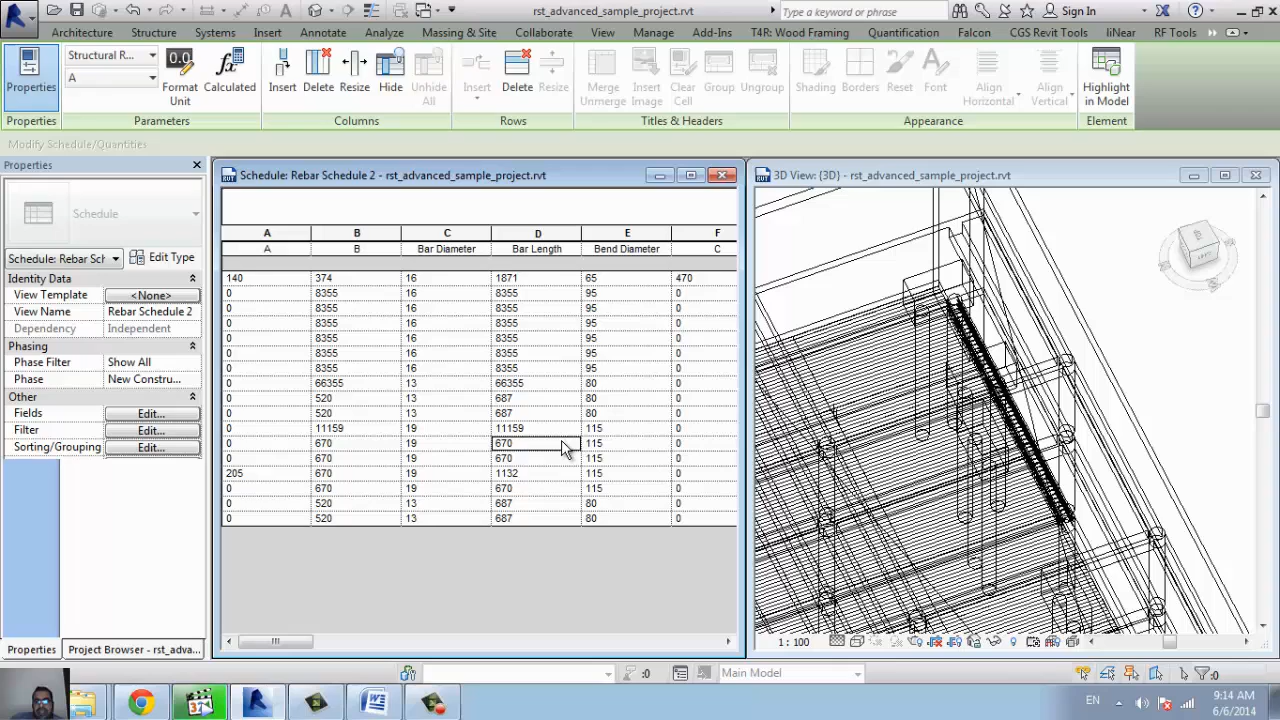 rst_advanced_sample_project.rvt
Type a keyword or phrase
Sign In
Architecture Structure Systems Insert Annotate Analyze Massing & Site Collaborate View Manage Add-Ins T4R: Wood Framing Quantification Falcon CGS Revit Tools liNear RF Tools
Structural R...
A
Properties
0.0
Format Unit
Calculated
Insert Delete Resize Hide Unhide All
Insert Delete Resize
Merge Unmerge Insert Image Clear Cell Group Ungroup
Shading Borders Reset Font Align Horizontal Align Vertical
Highlight in Model
Properties Parameters Columns Rows Titles & Headers Appearance Element
Modify Schedule/Quantities
Properties
Schedule
Schedule: Rebar Sch
Edit Type
Identity Data
View Template <None>
View Name Rebar Schedule 2
Dependency Independent
Phasing
Phase Filter Show All
Phase New Constru...
Other
Fields Edit...
Filter Edit...
Sorting/Grouping Edit...
Properties
Project Browser - rst_adva...
Schedule: Rebar Schedule 2 - rst_advanced_sample_project.rvt
A B C D E F
A B Bar Diameter Bar Length Bend Diameter C
140 374 16 1871 65 470
0 8355 16 8355 95 0
0 8355 16 8355 95 0
0 8355 16 8355 95 0
0 8355 16 8355 95 0
0 8355 16 8355 95 0
0 8355 16 8355 95 0
0 66355 13 66355 80 0
0 520 13 687 80 0
0 520 13 687 80 0
0 11159 19 11159 115 0
0 670 19 670 115 0
0 670 19 670 115 0
205 670 19 1132 115 0
0 670 19 670 115 0
0 520 13 687 80 0
0 520 13 687 80 0
3D View: {3D} - rst_advanced_sample_project.rvt
1 : 100
:0
Main Model
:0
EN
9:14 AM
6/6/2014